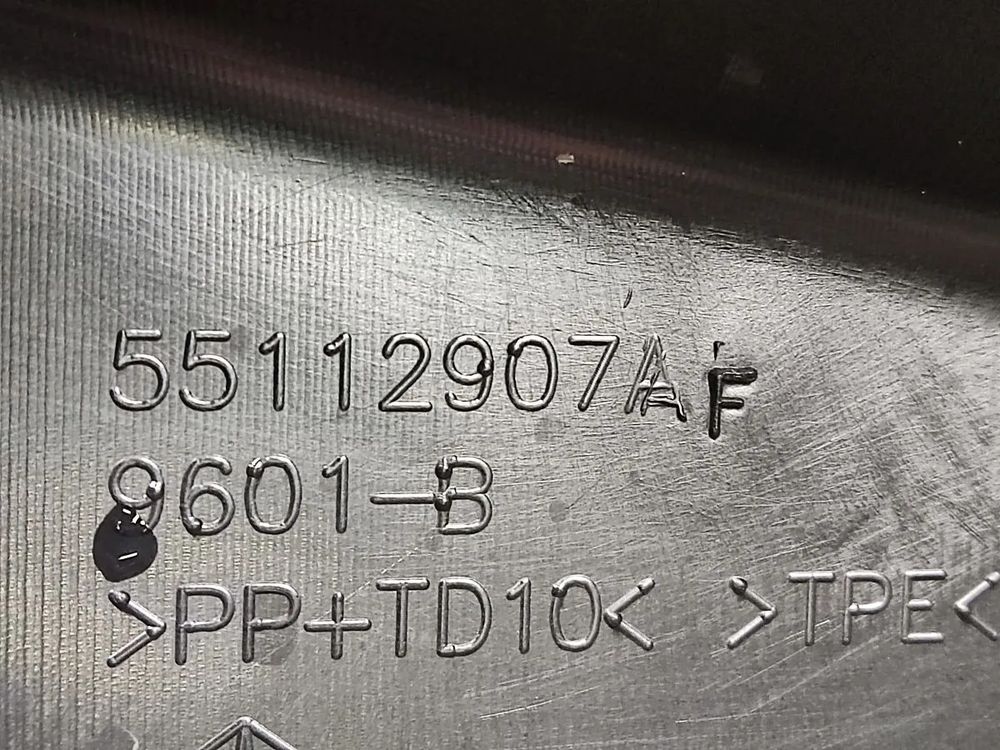 55112907AF
9601-B
>PP+TD10< >TPE<